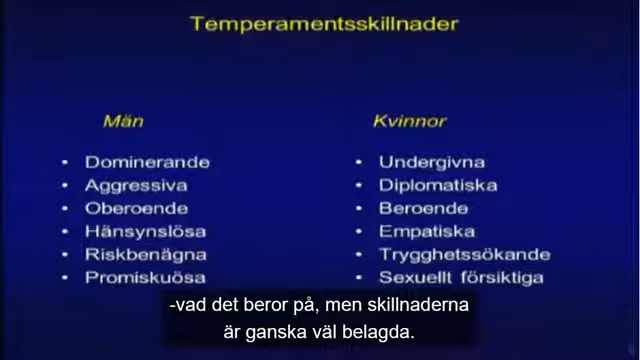 Temperamentsskillnader
Män
Kvinnor
• Dominerande
• Undergivna
• Aggressiva
• Diplomatiska
• Oberoende
• Beroende
• Hänsynslösa
• Empatiska
• Riskbenägna
• Trygghetssökande
• Promiskuösa
• Sexuellt försiktiga
-vad det beror på, men skillnaderna
är ganska väl belagda.